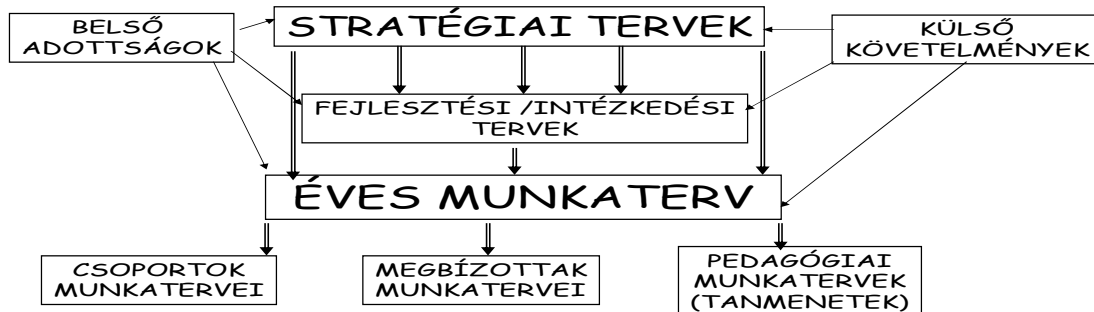 BELSŐ
ADOTTSÁGOK
STRATÉGIAI TERVEK
KÜLSŐ
KÖVETELMÉNYEK
FEJLESZTÉSI /INTÉZKEDÉSI
TERVEK
ÉVES MUNKATERV
CSOPORTOK
MUNKATERVEI
MEGBÍZOTTAK
MUNKATERVEI
PEDAGÓGIAI
MUNKATERVEK
(TANMENETEK)